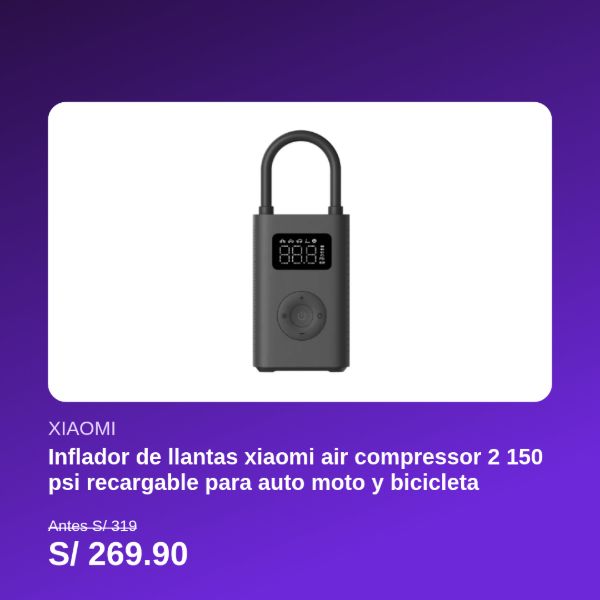 XIAOMI
Inflador de llantas xiaomi air compressor 2 150
psi recargable para auto moto y bicicleta
Antes S/ 319
S/ 269.90